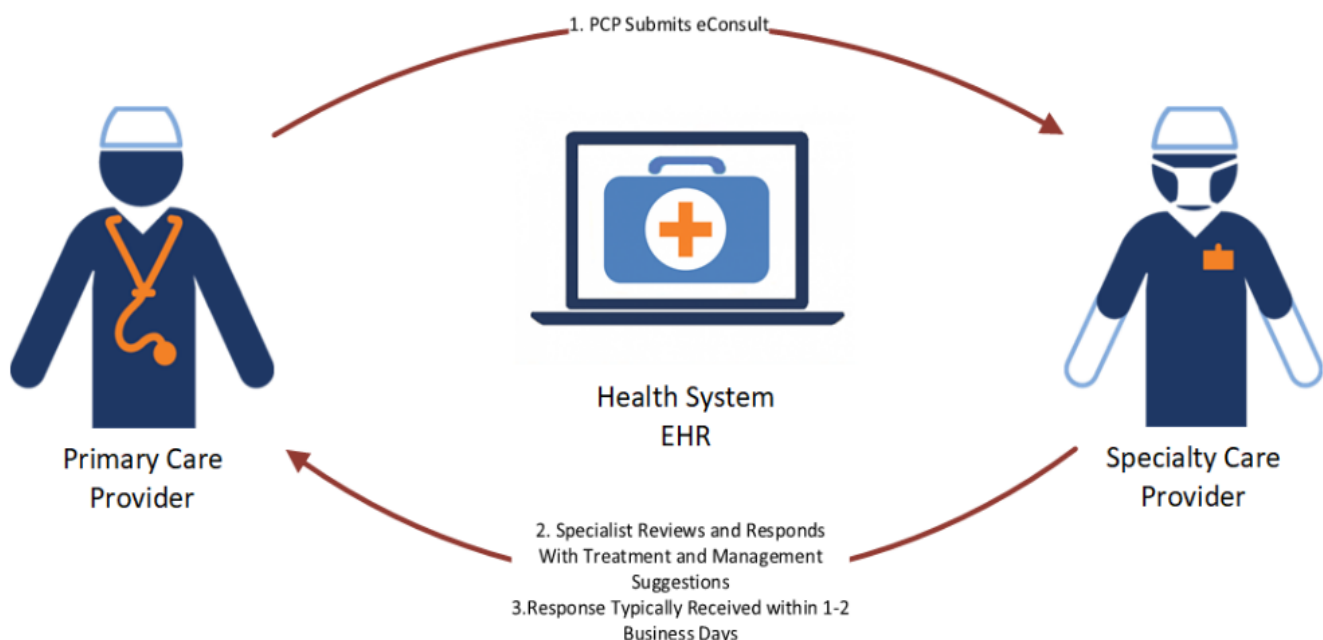 1. PCP Submits eConsult
Health System
EHR
Primary Care
Provider
Specialty Care
Provider
2. Specialist Reviews and Responds
With Treatment and Management
Suggestions
3.Response Typically Received within 1-2
Business Days